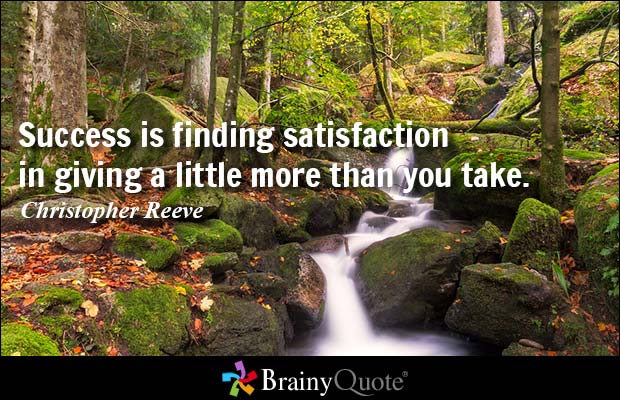 Success is finding satisfaction
in giving a little more than you take.
Christopher Reeve
BrainyQuote®